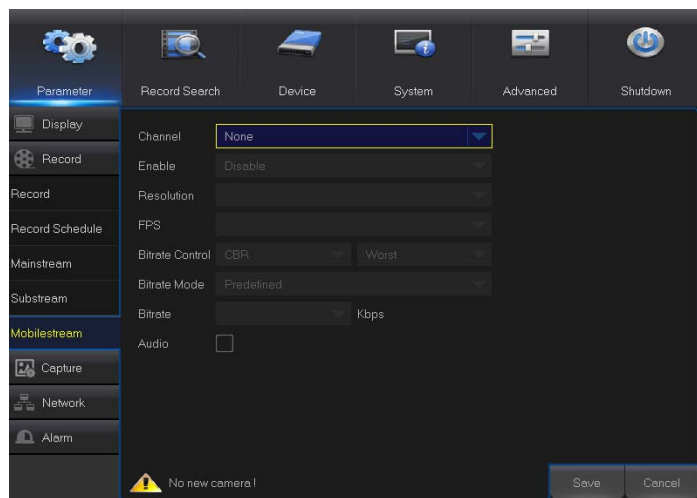 Parameter Record Search Device System Advanced Shutdown
Display
Record
Record
Record Schedule
Mainstream
Substream
Mobilestream
Capture
Network
Alarm
Channel None
Enable Disable
Resolution
FPS
Bitrate Control CBR Worst
Bitrate Mode Predefined
Bitrate Kbps
Audio
No new camera !
Save Cancel